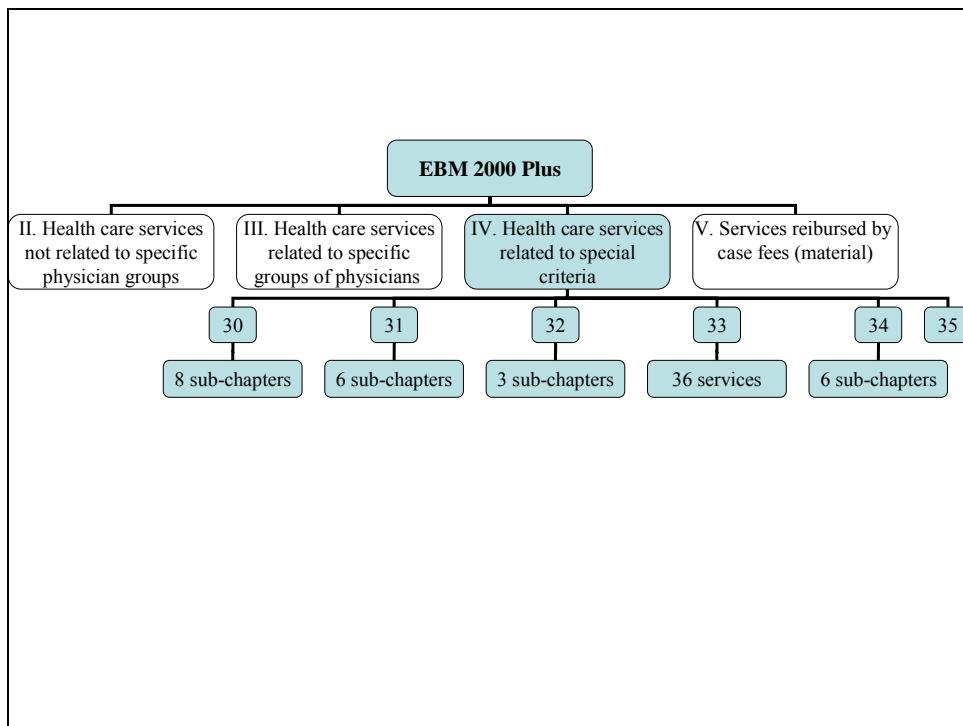 EBM 2000 Plus
II. Health care services
not related to specific
physician groups
III. Health care services
related to specific
groups of physicians
IV. Health care services
related to special
criteria
V. Services reibursed by
case fees (material)
30
31
32
33
34
35
8 sub-chapters
6 sub-chapters
3 sub-chapters
36 services
6 sub-chapters